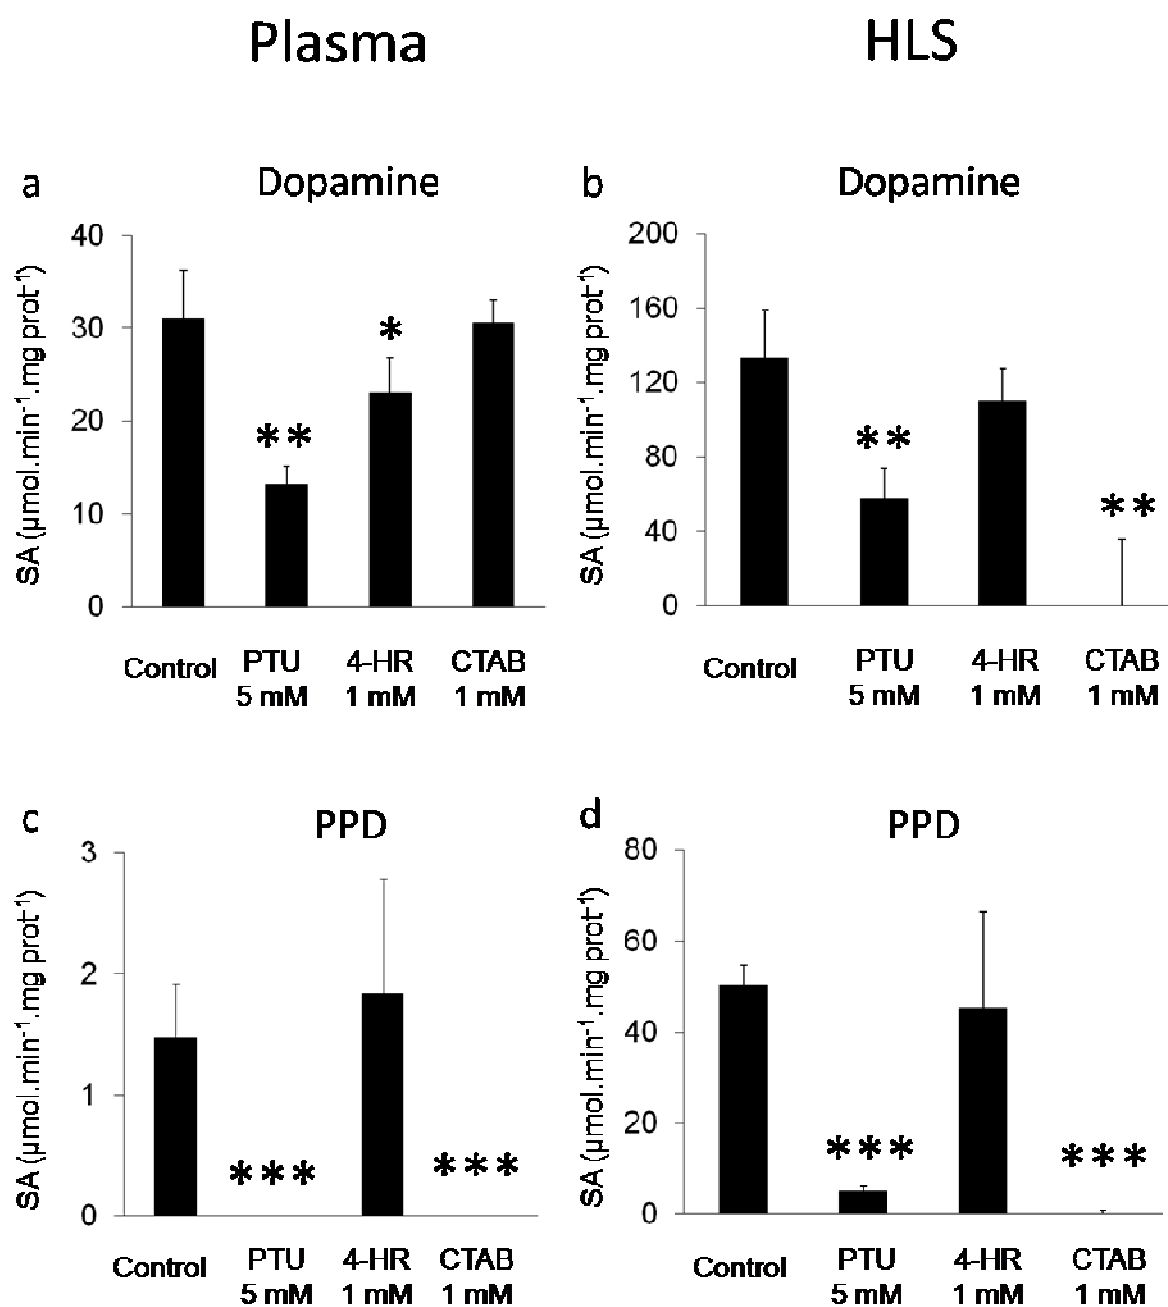 Plasma
HLS
a
Dopamine
SA (µmol.min⁻¹.mg prot⁻¹)
40
30
20
10
0
**
*
Control
PTU
5 mM
4-HR
1 mM
CTAB
1 mM
b
Dopamine
SA (µmol.min⁻¹.mg prot⁻¹)
200
160
120
80
40
0
**
**
Control
PTU
5 mM
4-HR
1 mM
CTAB
1 mM
c
PPD
SA (µmol.min⁻¹.mg prot⁻¹)
3
2
1
0
***
***
Control
PTU
5 mM
4-HR
1 mM
CTAB
1 mM
d
PPD
SA (µmol.min⁻¹.mg prot⁻¹)
80
60
40
20
0
***
***
Control
PTU
5 mM
4-HR
1 mM
CTAB
1 mM